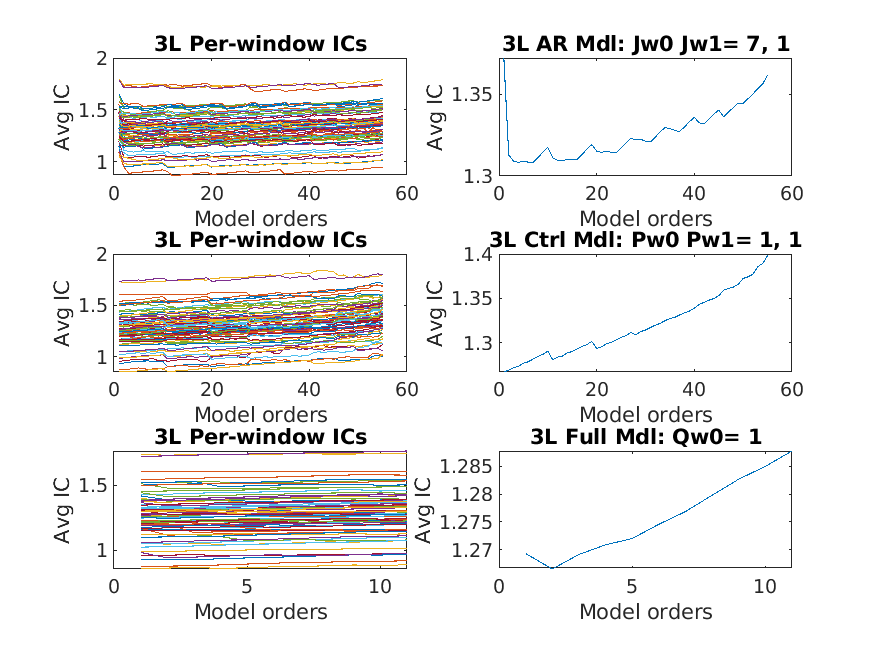 3L Per-window ICs
Avg IC
2
1.5
1
0
20
40
60
Model orders
3L AR Mdl: Jw0 Jw1= 7, 1
Avg IC
1.35
1.3
0
20
40
60
Model orders
3L Per-window ICs
Avg IC
2
1.5
1
0
20
40
60
Model orders
3L Ctrl Mdl: Pw0 Pw1= 1, 1
Avg IC
1.4
1.35
1.3
0
20
40
60
Model orders
3L Per-window ICs
Avg IC
1.5
1
0
5
10
Model orders
3L Full Mdl: Qw0= 1
Avg IC
1.285
1.28
1.275
1.27
0
5
10
Model orders